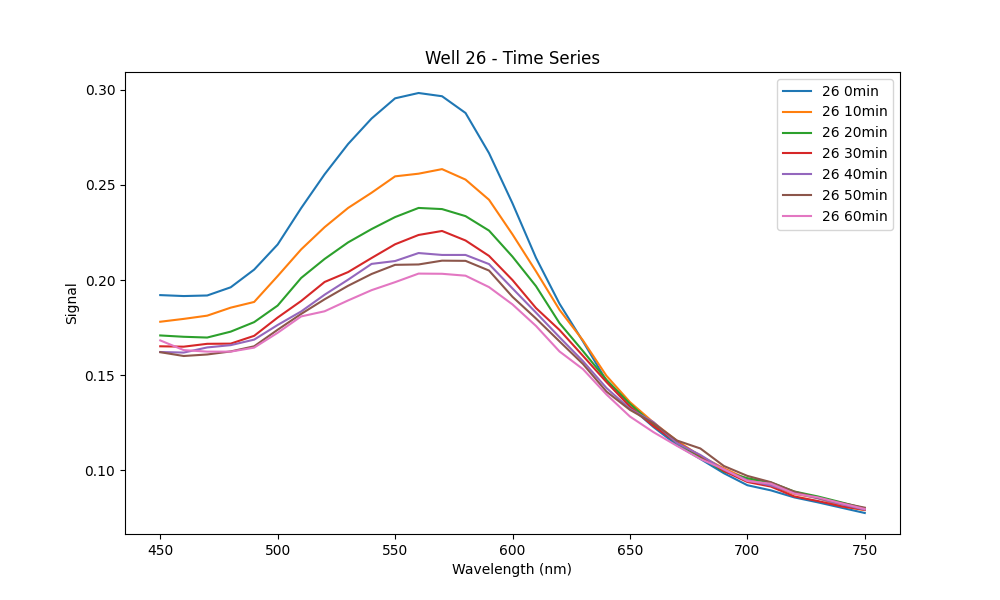 Well 26 - Time Series
Signal
0.30
0.25
0.20
0.15
0.10
26 0min
26 10min
26 20min
26 30min
26 40min
26 50min
26 60min
450
500
550
600
650
700
750
Wavelength (nm)